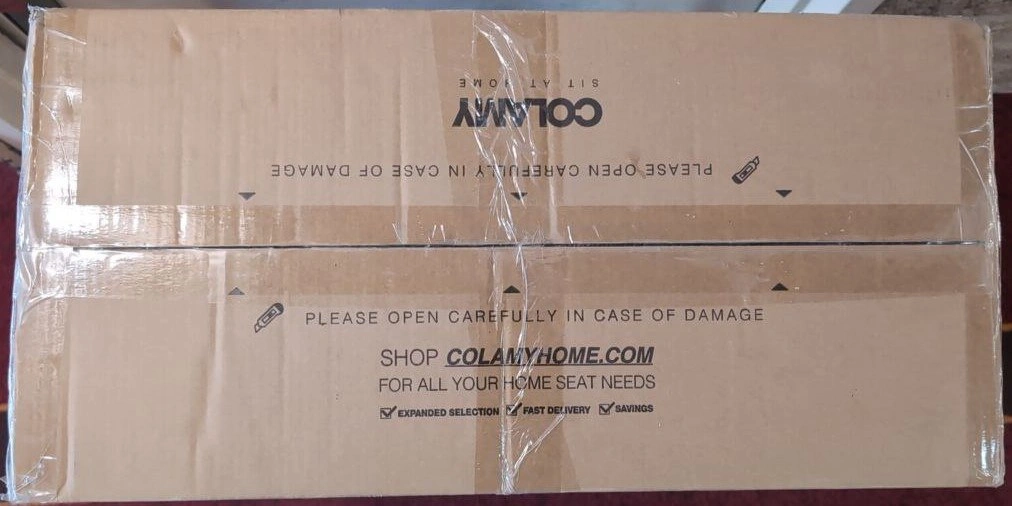 COLAMY
SIT AT HOME
PLEASE OPEN CAREFULLY IN CASE OF DAMAGE
PLEASE OPEN CAREFULLY IN CASE OF DAMAGE
SHOP COLAMYHOME.COM
FOR ALL YOUR HOME SEAT NEEDS
EXPANDED SELECTION FAST DELIVERY SAVINGS